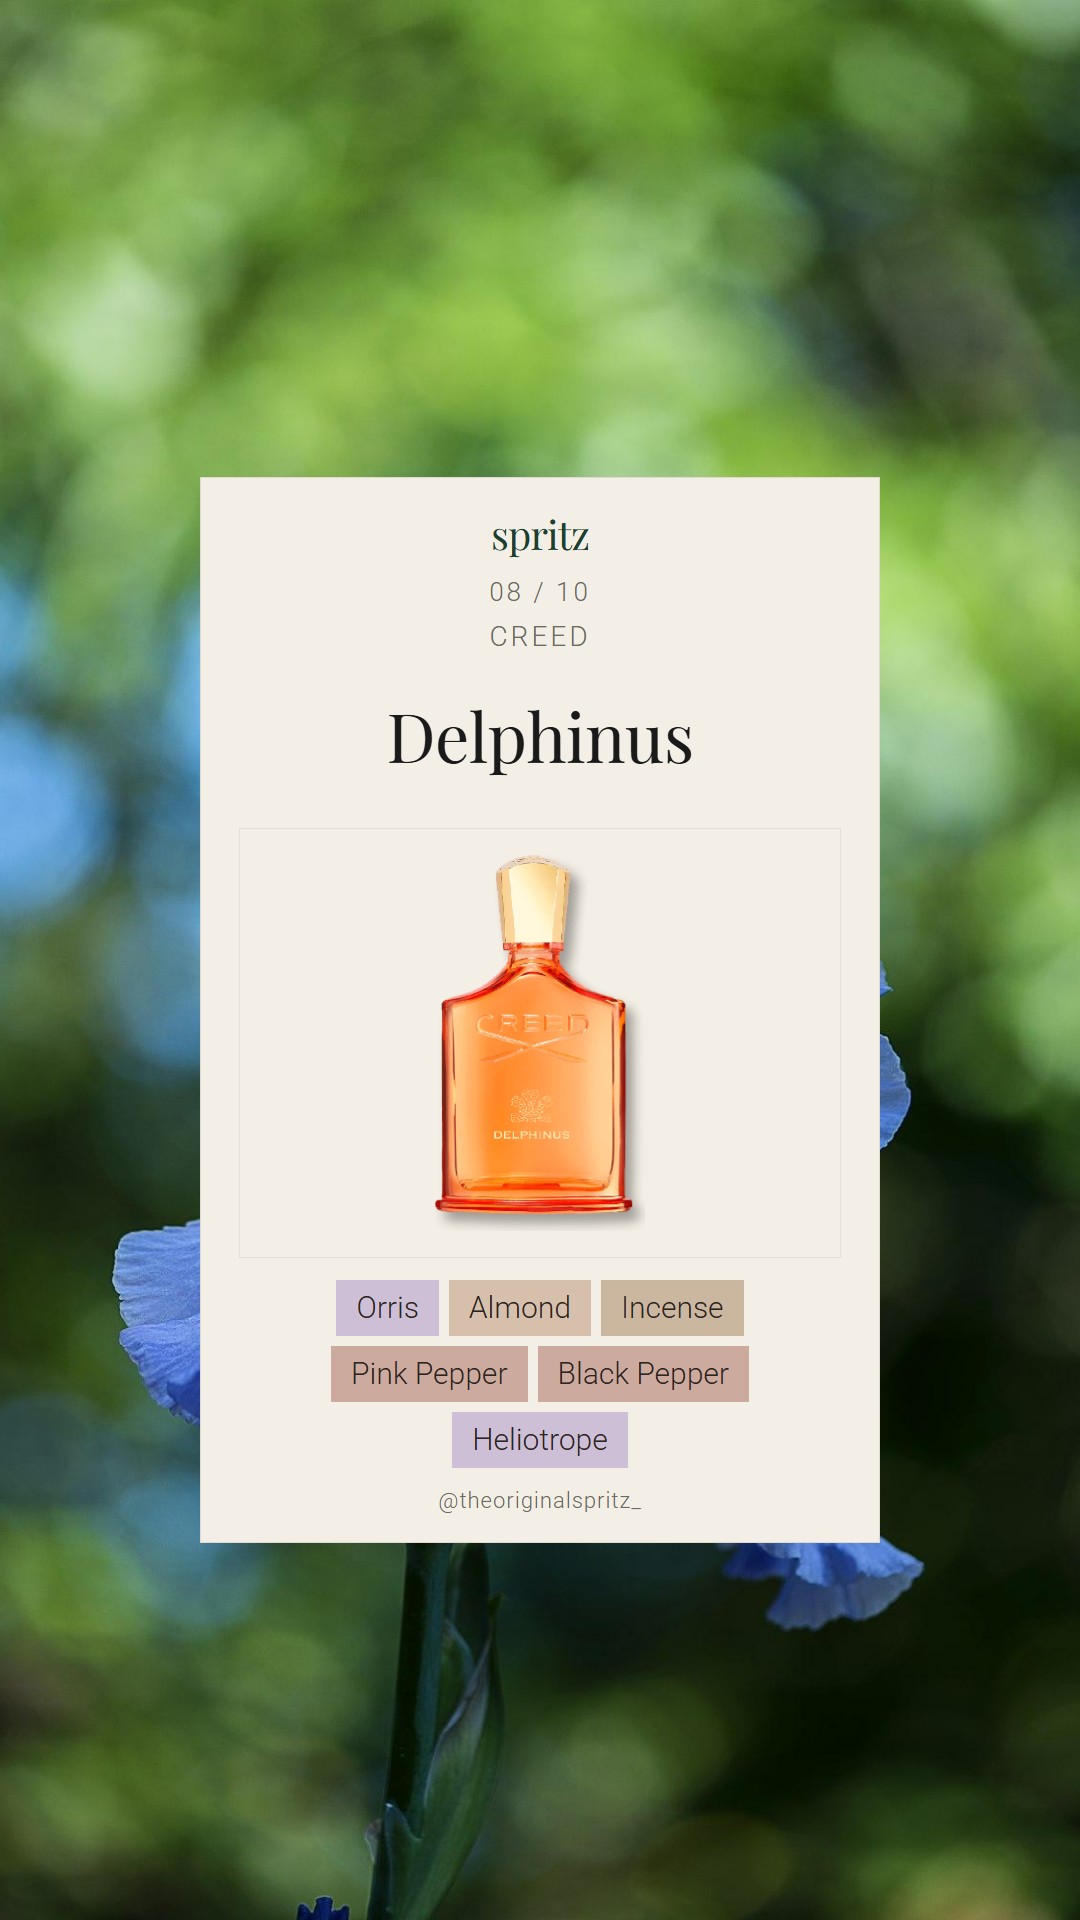 spritz
08 / 10
CREED
Delphinus
CREED
DELPHINUS
Orris Almond Incense
Pink Pepper Black Pepper
Heliotrope
@theoriginalspritz_